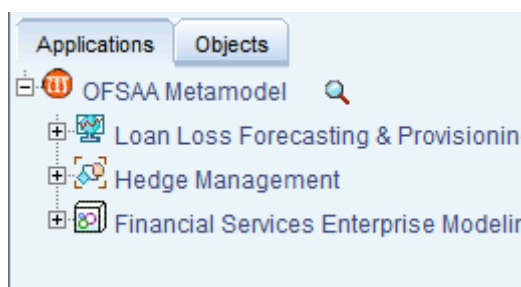 Applications Objects
OFSAA Metamodel
Loan Loss Forecasting & Provisionin
Hedge Management
Financial Services Enterprise Modelin